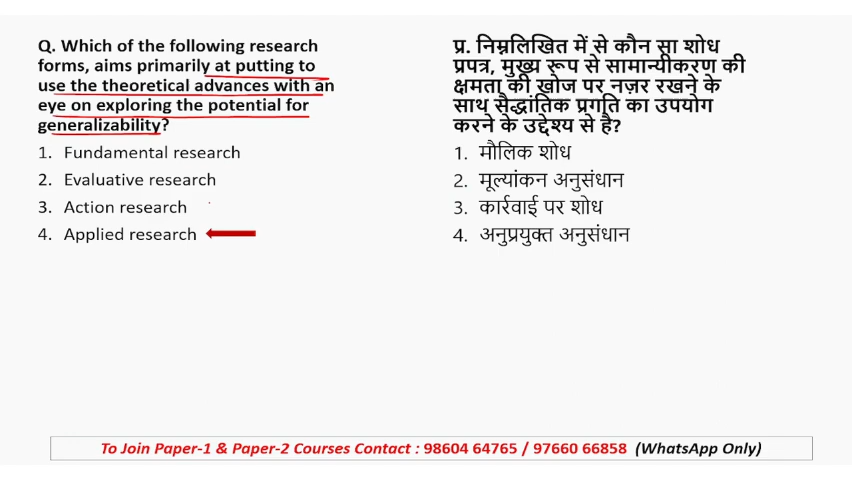 Q. Which of the following research
forms, aims primarily at putting to
use the theoretical advances with an
eye on exploring the potential for
generalizability?
1. Fundamental research
2. Evaluative research
3. Action research
4. Applied research
प्र. निम्नलिखित में से कौन सा शोध
प्रपत्र, मुख्य रूप से सामान्यीकरण की
क्षमता की खोज पर नज़र रखने के
साथ सैद्धांतिक प्रगति का उपयोग
करने के उद्देश्य से है?
1. मौलिक शोध
2. मूल्यांकन अनुसंधान
3. कार्रवाई पर शोध
4. अनुप्रयुक्त अनुसंधान
To Join Paper-1 & Paper-2 Courses Contact : 98604 64765 / 97660 66858 (WhatsApp Only)